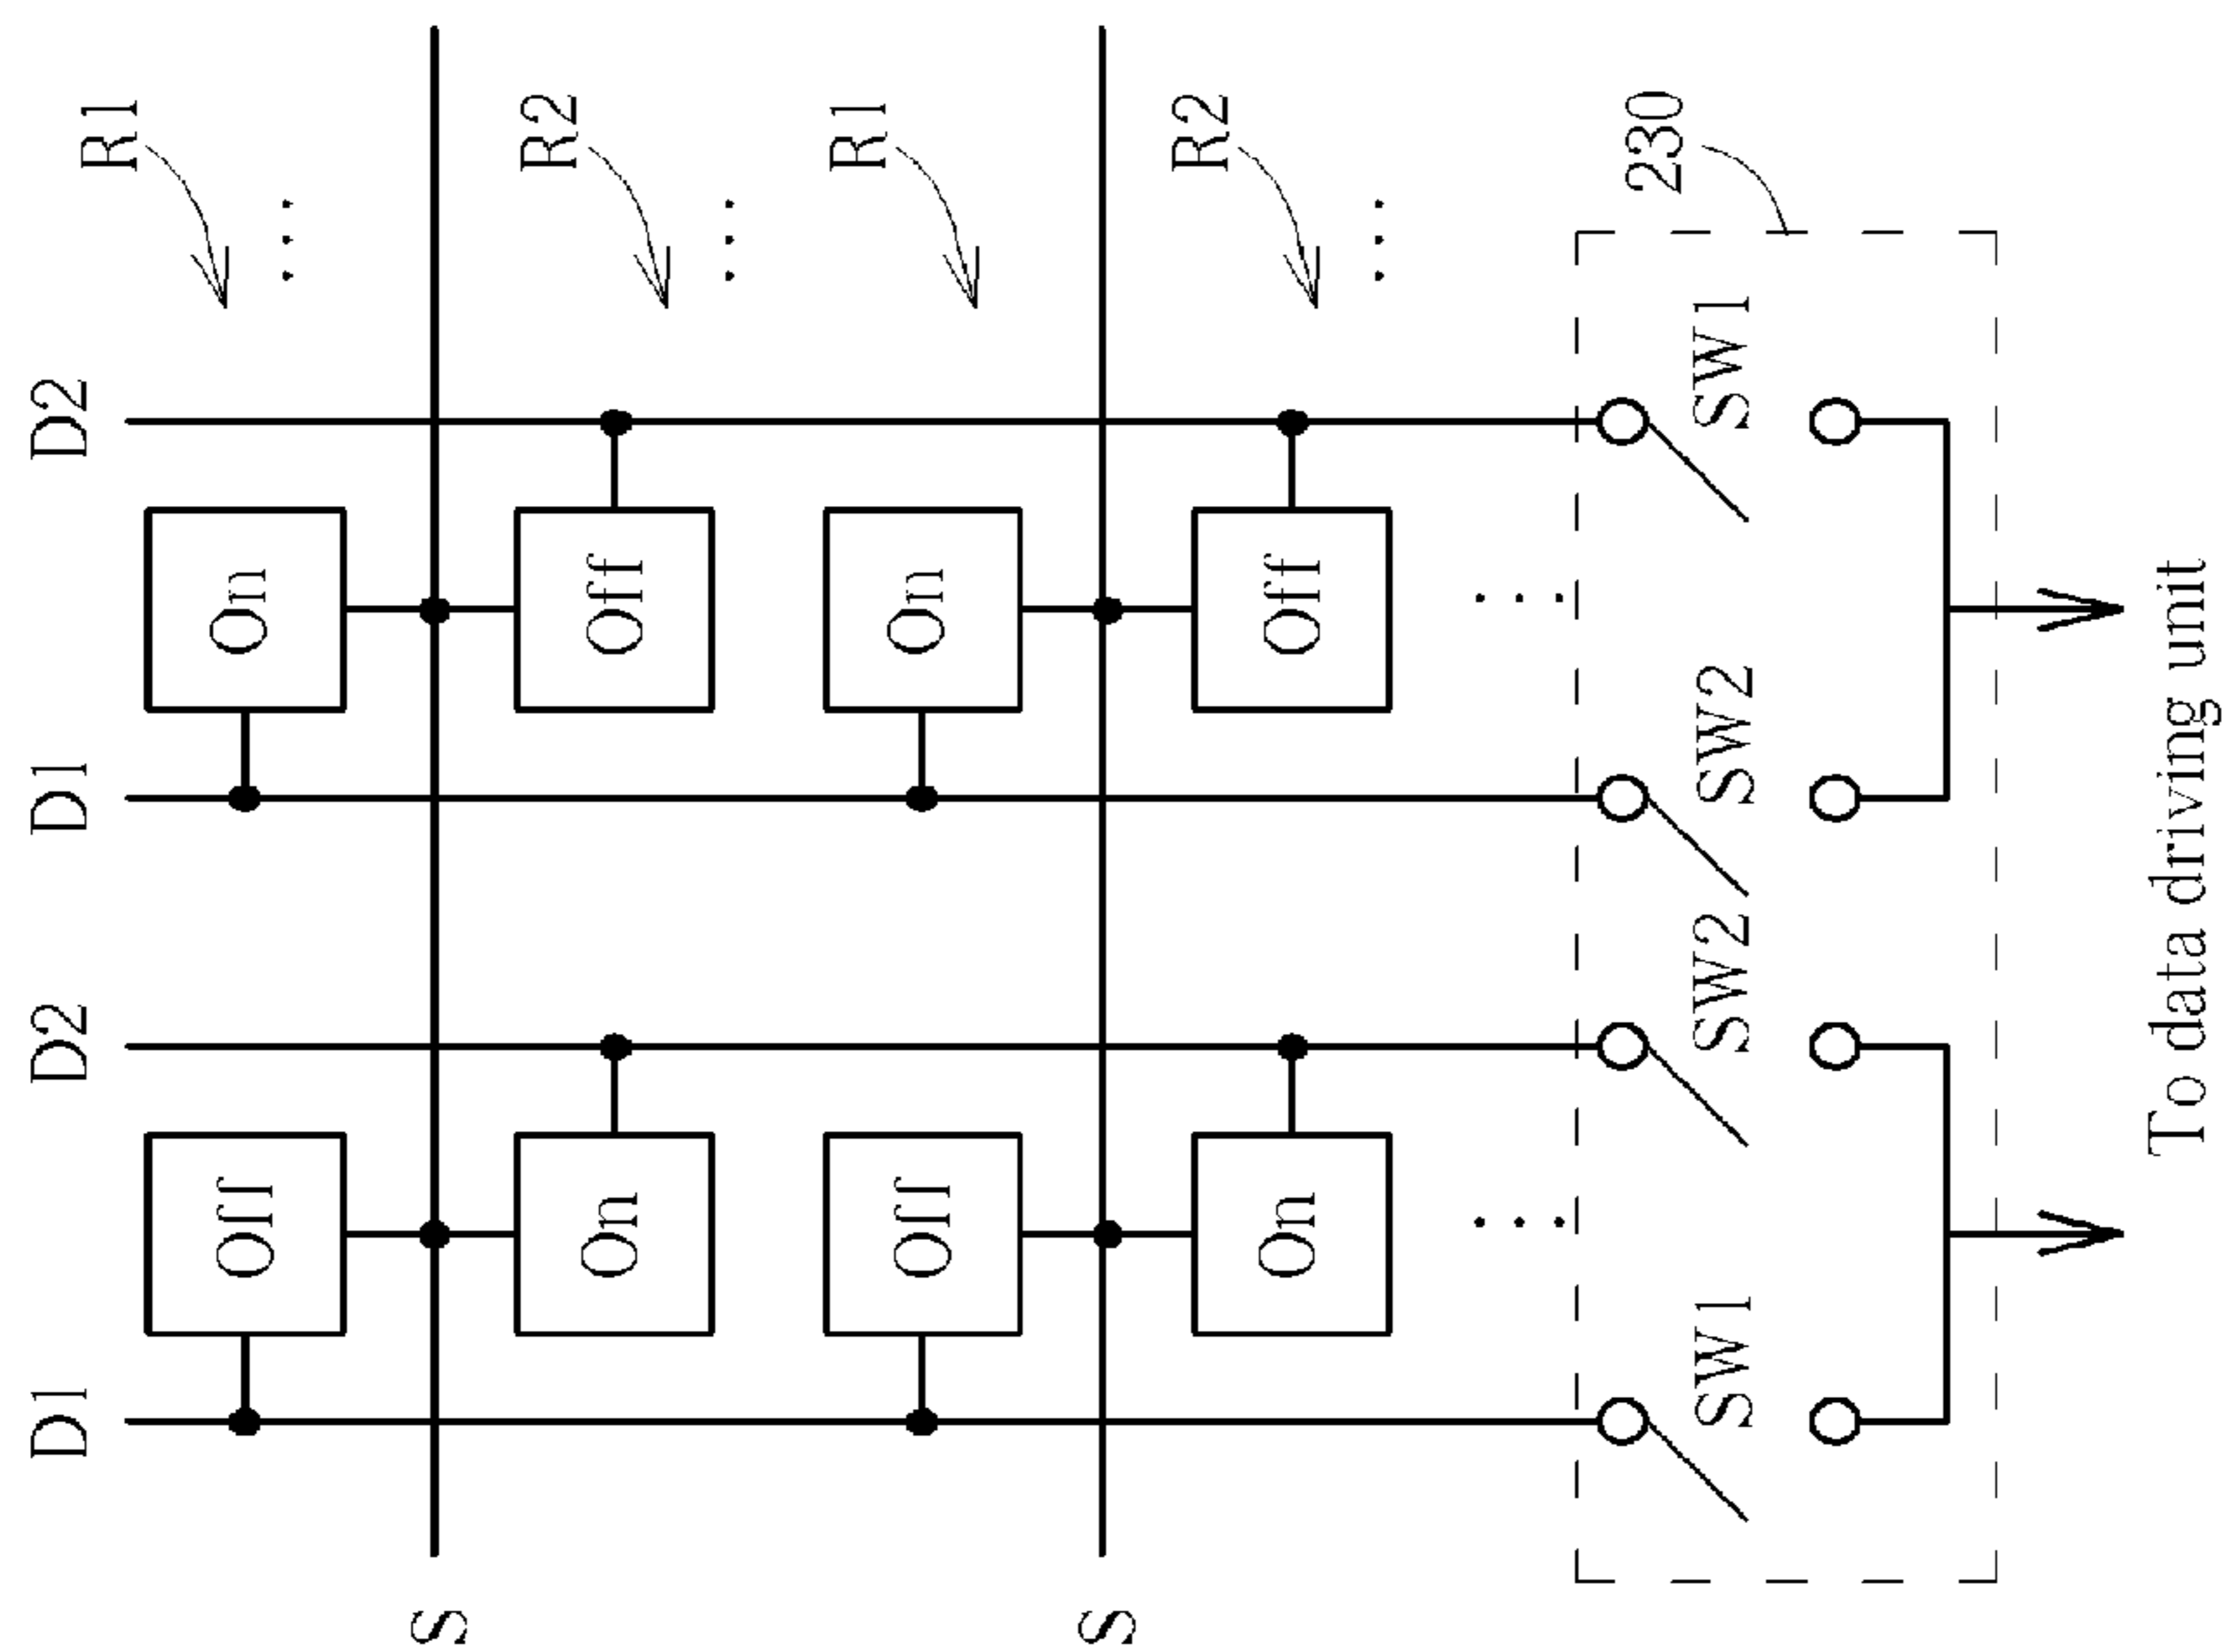 D1 D2 D1 D2
R1
Off On
S
R2
On Off
R1
Off On
S
R2
On Off
230
SW1 SW2 SW2 SW1
To data driving unit